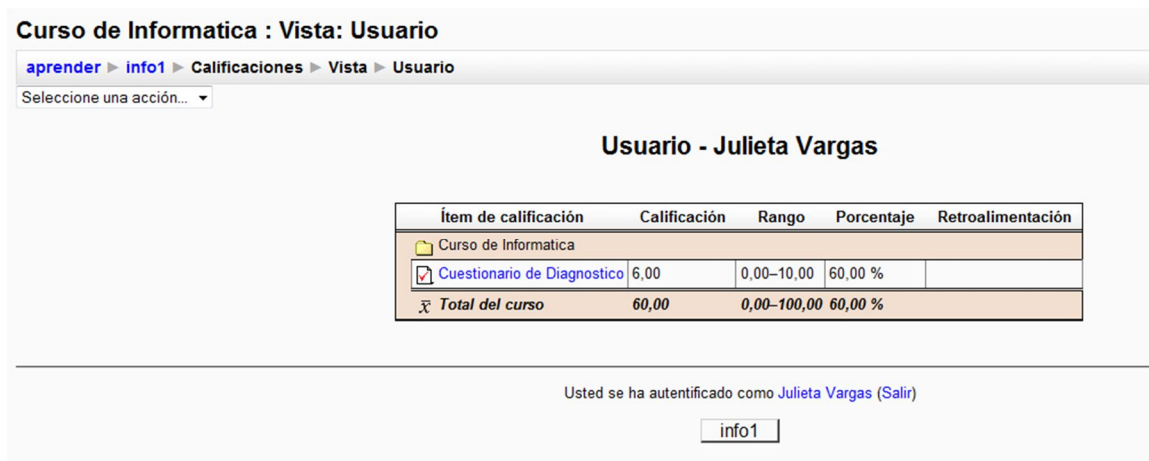 Curso de Informatica : Vista: Usuario
aprender ► info1 ► Calificaciones ► Vista ► Usuario
Seleccione una acción...
Usuario - Julieta Vargas
Ítem de calificación Calificación Rango Porcentaje Retroalimentación
Curso de Informatica
Cuestionario de Diagnostico 6,00 0,00–10,00 60,00 %
x̅ Total del curso 60,00 0,00–100,00 60,00 %
Usted se ha autentificado como Julieta Vargas (Salir)
info1